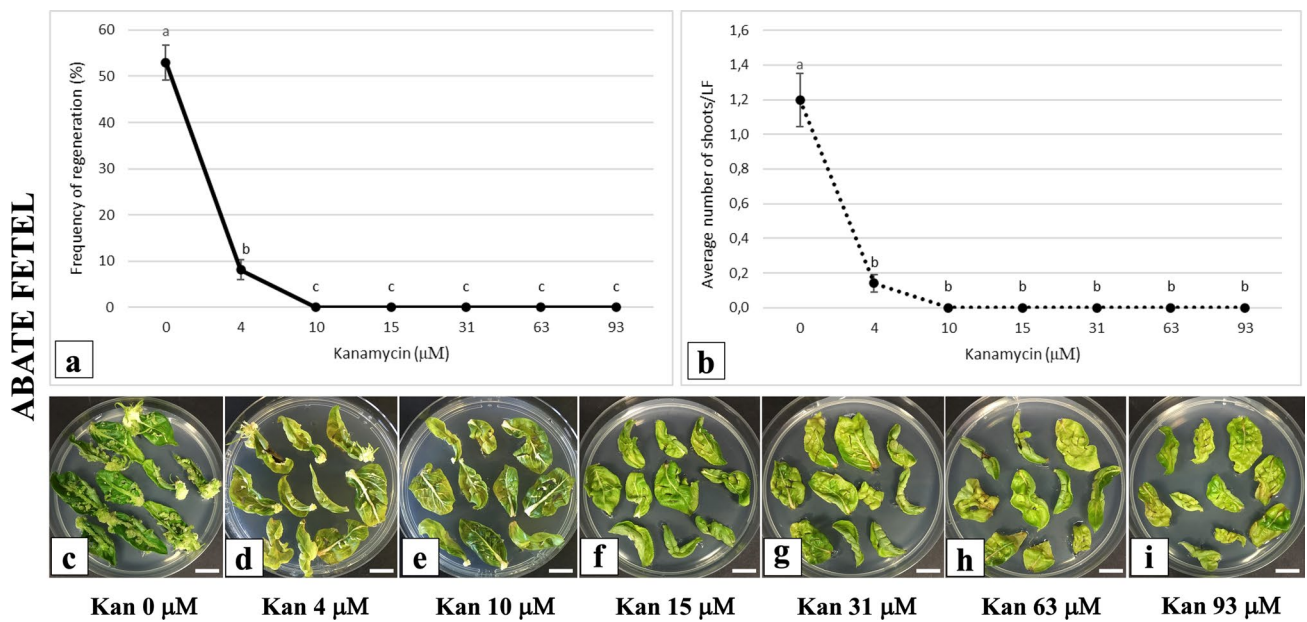 ABATE FETEL
Frequency of regeneration (%)
60
50
40
30
20
10
0
a
b
c c c c c
0 4 10 15 31 63 93
Kanamycin (μM)
a
Average number of shoots/LF
1,6
1,4
1,2
1,0
0,8
0,6
0,4
0,2
0,0
a
b
b b b b b
0 4 10 15 31 63 93
Kanamycin (μM)
b
c d e f g h i
Kan 0 μM Kan 4 μM Kan 10 μM Kan 15 μM Kan 31 μM Kan 63 μM Kan 93 μM